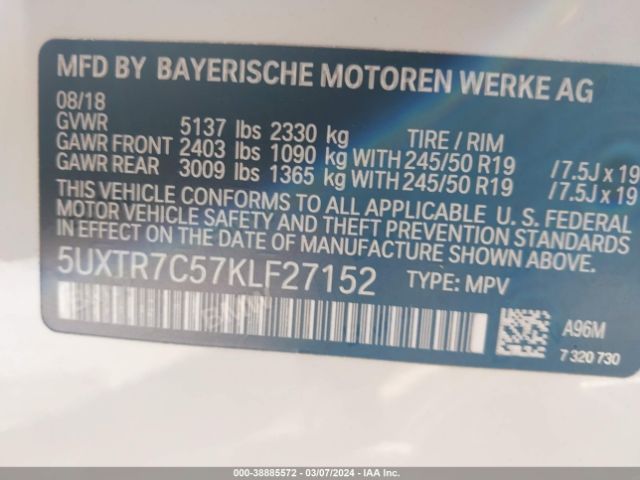 MFD BY BAYERISCHE MOTOREN WERKE AG
08/18
GVWR 5137 lbs 2330 kg TIRE / RIM
GAWR FRONT 2403 lbs 1090 kg WITH 245/50 R19 / 7.5J x 19
GAWR REAR 3009 lbs 1365 kg WITH 245/50 R19 / 7.5J x 19
THIS VEHICLE CONFORMS TO ALL APPLICABLE U. S. FEDERAL
MOTOR VEHICLE SAFETY AND THEFT PREVENTION STANDARDS
IN EFFECT ON THE DATE OF MANUFACTURE SHOWN ABOVE.
5UXTR7C57KLF27152 TYPE: MPV
A96M
7 320 730
000-38885572 - 03/07/2024 - IAAI.COM